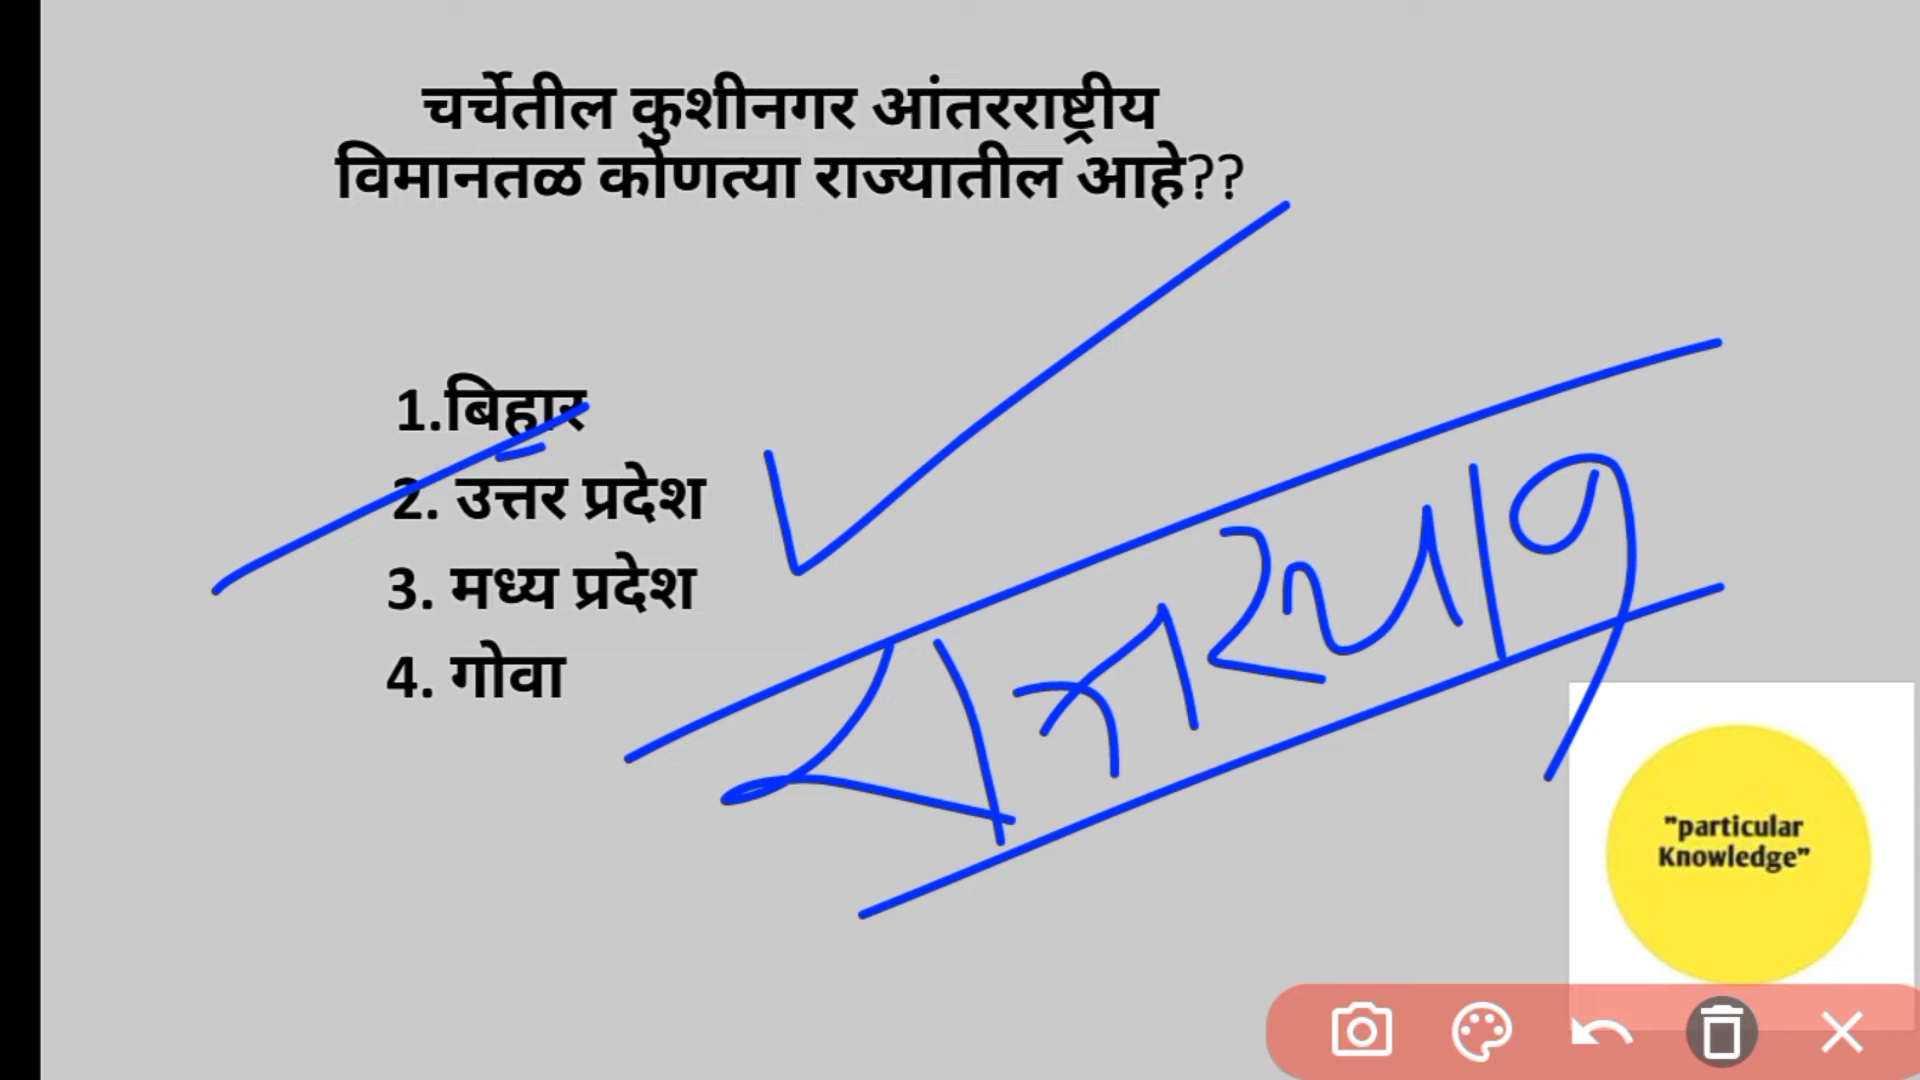 चर्चेतील कुशीनगर आंतरराष्ट्रीय
विमानतळ कोणत्या राज्यातील आहे??
1.बिहार
2. उत्तर प्रदेश
3. मध्य प्रदेश
4. गोवा
"particular
Knowledge"